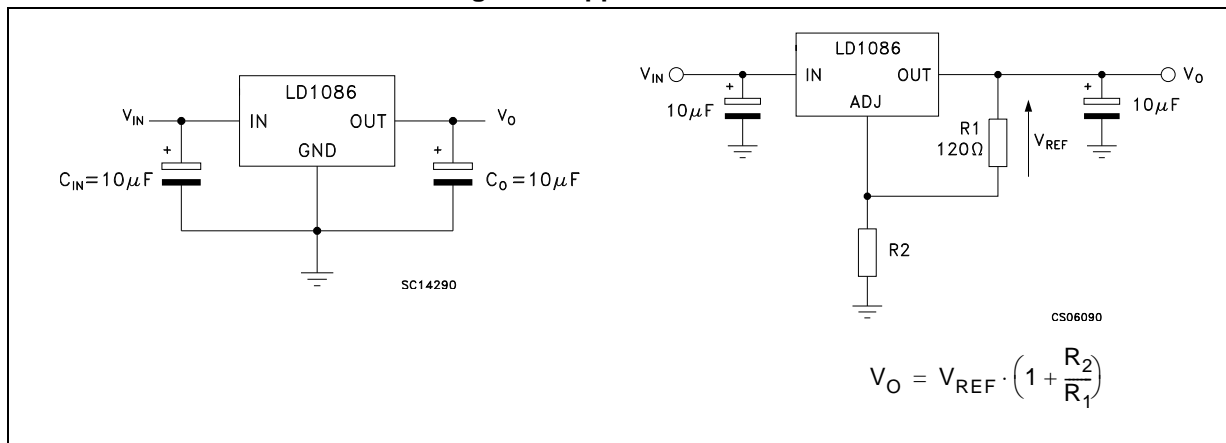 LD1086
V_IN IN OUT V_O
GND
+ +
C_IN=10μF C_O=10μF
SC14290
LD1086
V_IN IN OUT V_O
+ ADJ +
10μF R1 V_REF 10μF
120Ω
R2
CS06090
V_O = V_REF · (1 + R_2/R_1)